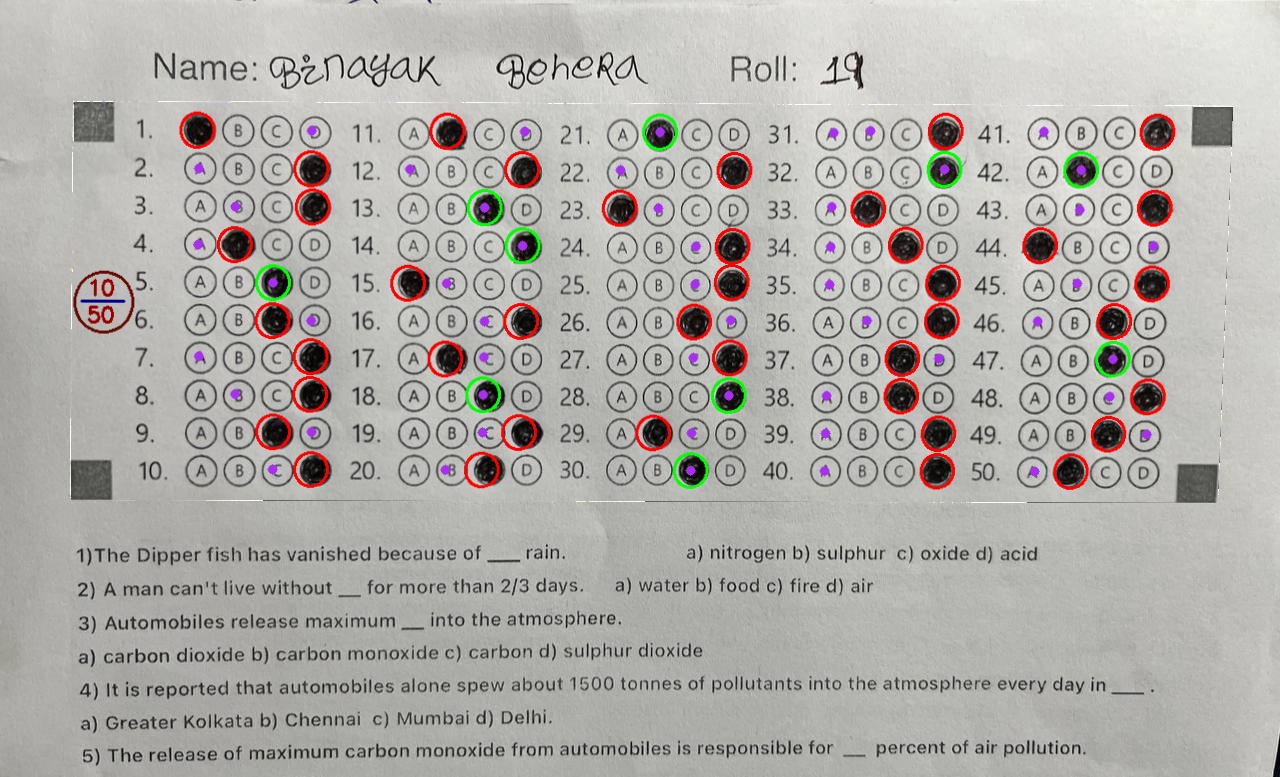 Name: Binayak Behera Roll: 19
1. B C D 11. A C D 21. A C D 31. A B C 41. A B C
2. A B C 12. A B C 22. A B C 32. A B C 42. A C D
3. A B C 13. A B D 23. B C D 33. A C D 43. A B C
4. A C D 14. A B C 24. A B C 34. A B D 44. B C D
5. A B D 15. B C D 25. A B C 35. A B C 45. A B C
10
50
6. A B D 16. A B C 26. A B D 36. A B C 46. A B D
7. A B C 17. A C D 27. A B C 37. A B D 47. A B D
8. A B C 18. A B D 28. A B C 38. A B D 48. A B C
9. A B D 19. A B C 29. A C D 39. A B C 49. A B D
10. A B C 20. A B D 30. A B D 40. A B C 50. A C D
1)The Dipper fish has vanished because of ___ rain. a) nitrogen b) sulphur c) oxide d) acid
2) A man can't live without __ for more than 2/3 days. a) water b) food c) fire d) air
3) Automobiles release maximum __ into the atmosphere.
a) carbon dioxide b) carbon monoxide c) carbon d) sulphur dioxide
4) It is reported that automobiles alone spew about 1500 tonnes of pollutants into the atmosphere every day in ___ .
a) Greater Kolkata b) Chennai c) Mumbai d) Delhi.
5) The release of maximum carbon monoxide from automobiles is responsible for __ percent of air pollution.